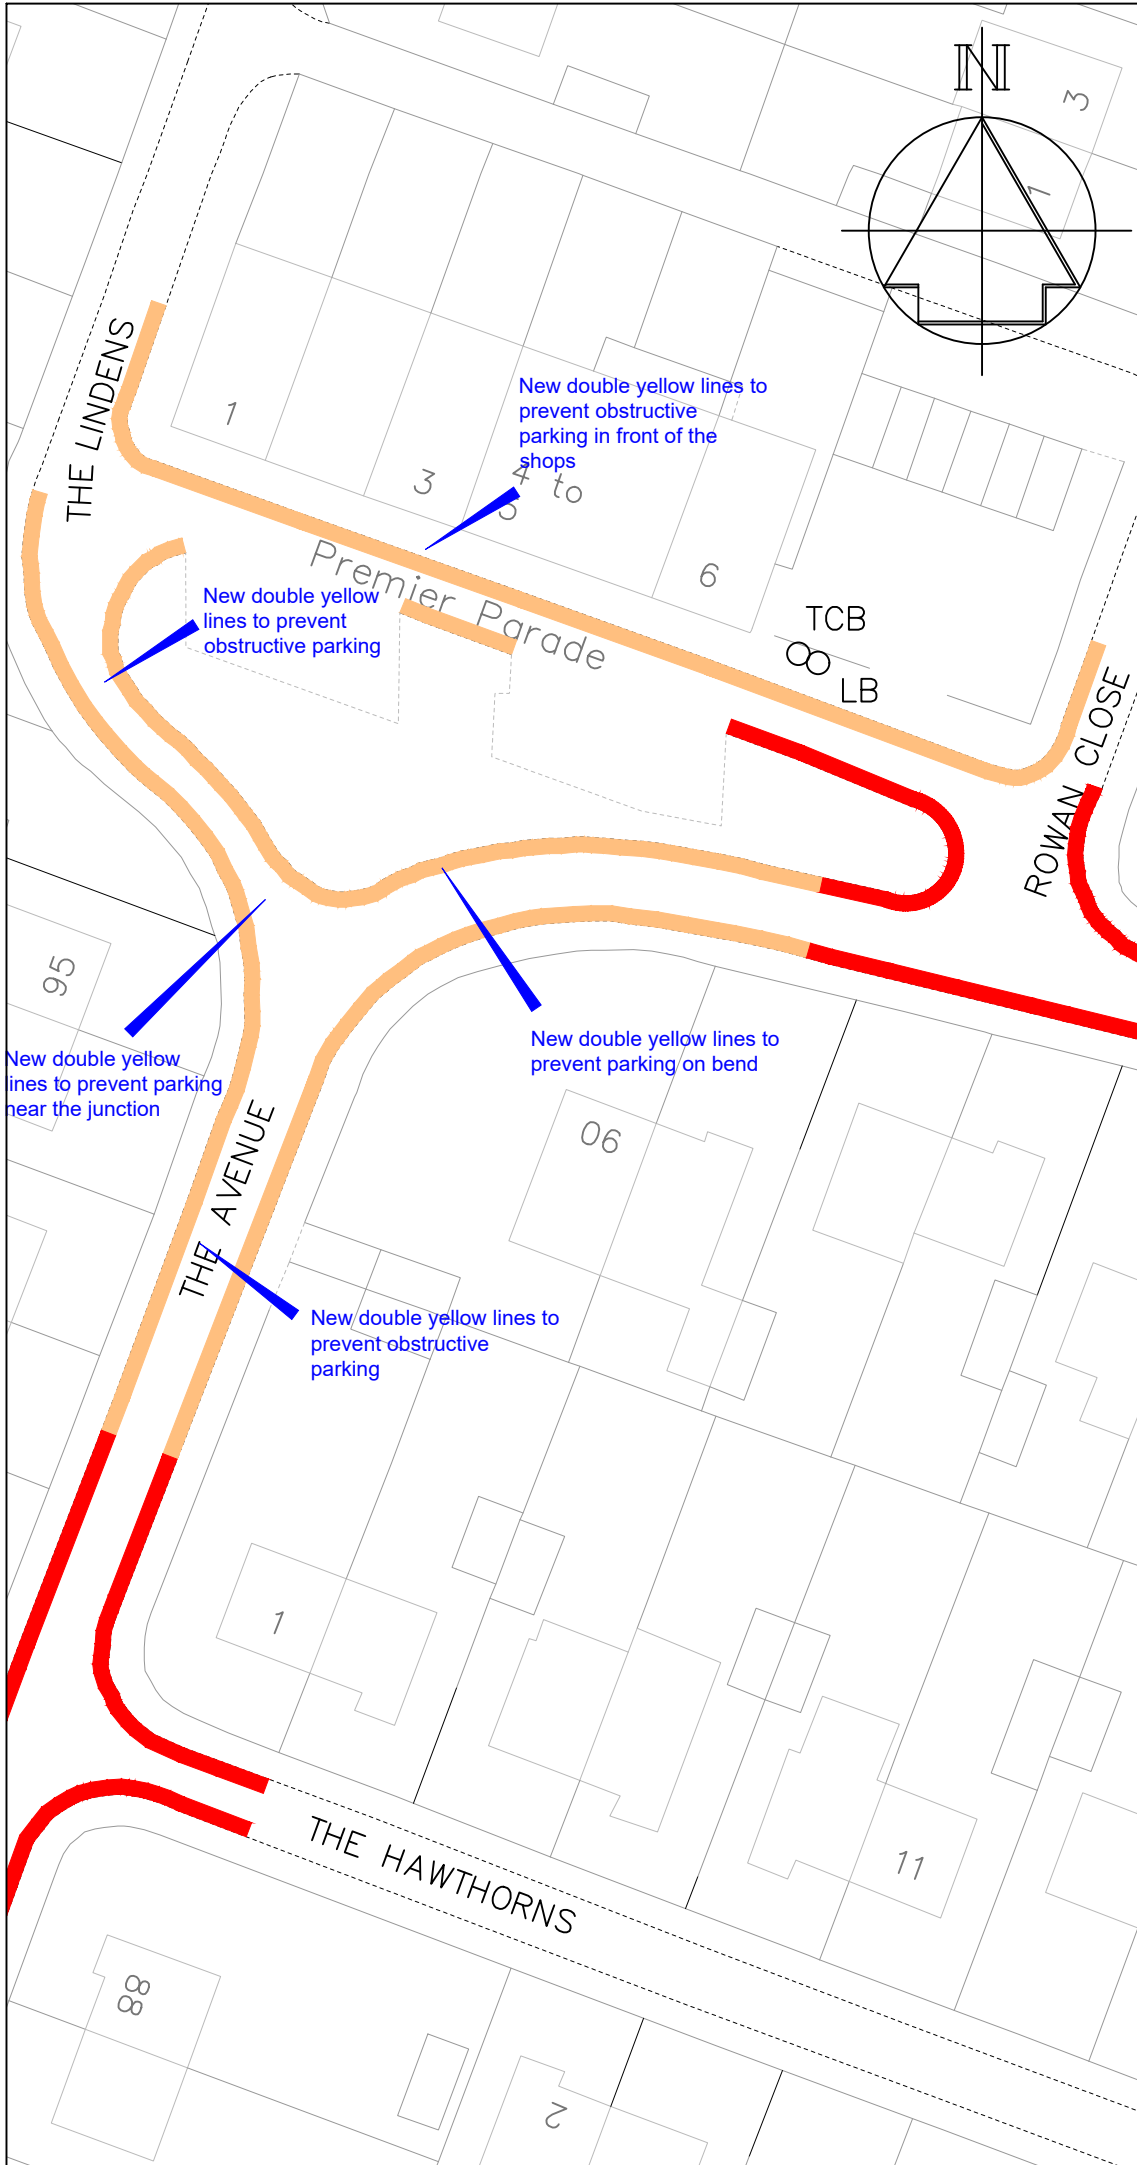 N
3
1
THE LINDENS
1
New double yellow lines to
prevent obstructive
parking in front of the
shops
3
4 to
5
6
Premier Parade
New double yellow
lines to prevent
obstructive parking
TCB
LB
ROWAN CLOSE
95
New double yellow
lines to prevent parking
near the junction
New double yellow lines to
prevent parking on bend
90
THE AVENUE
New double yellow lines to
prevent obstructive
parking
1
THE HAWTHORNS
11
88
2